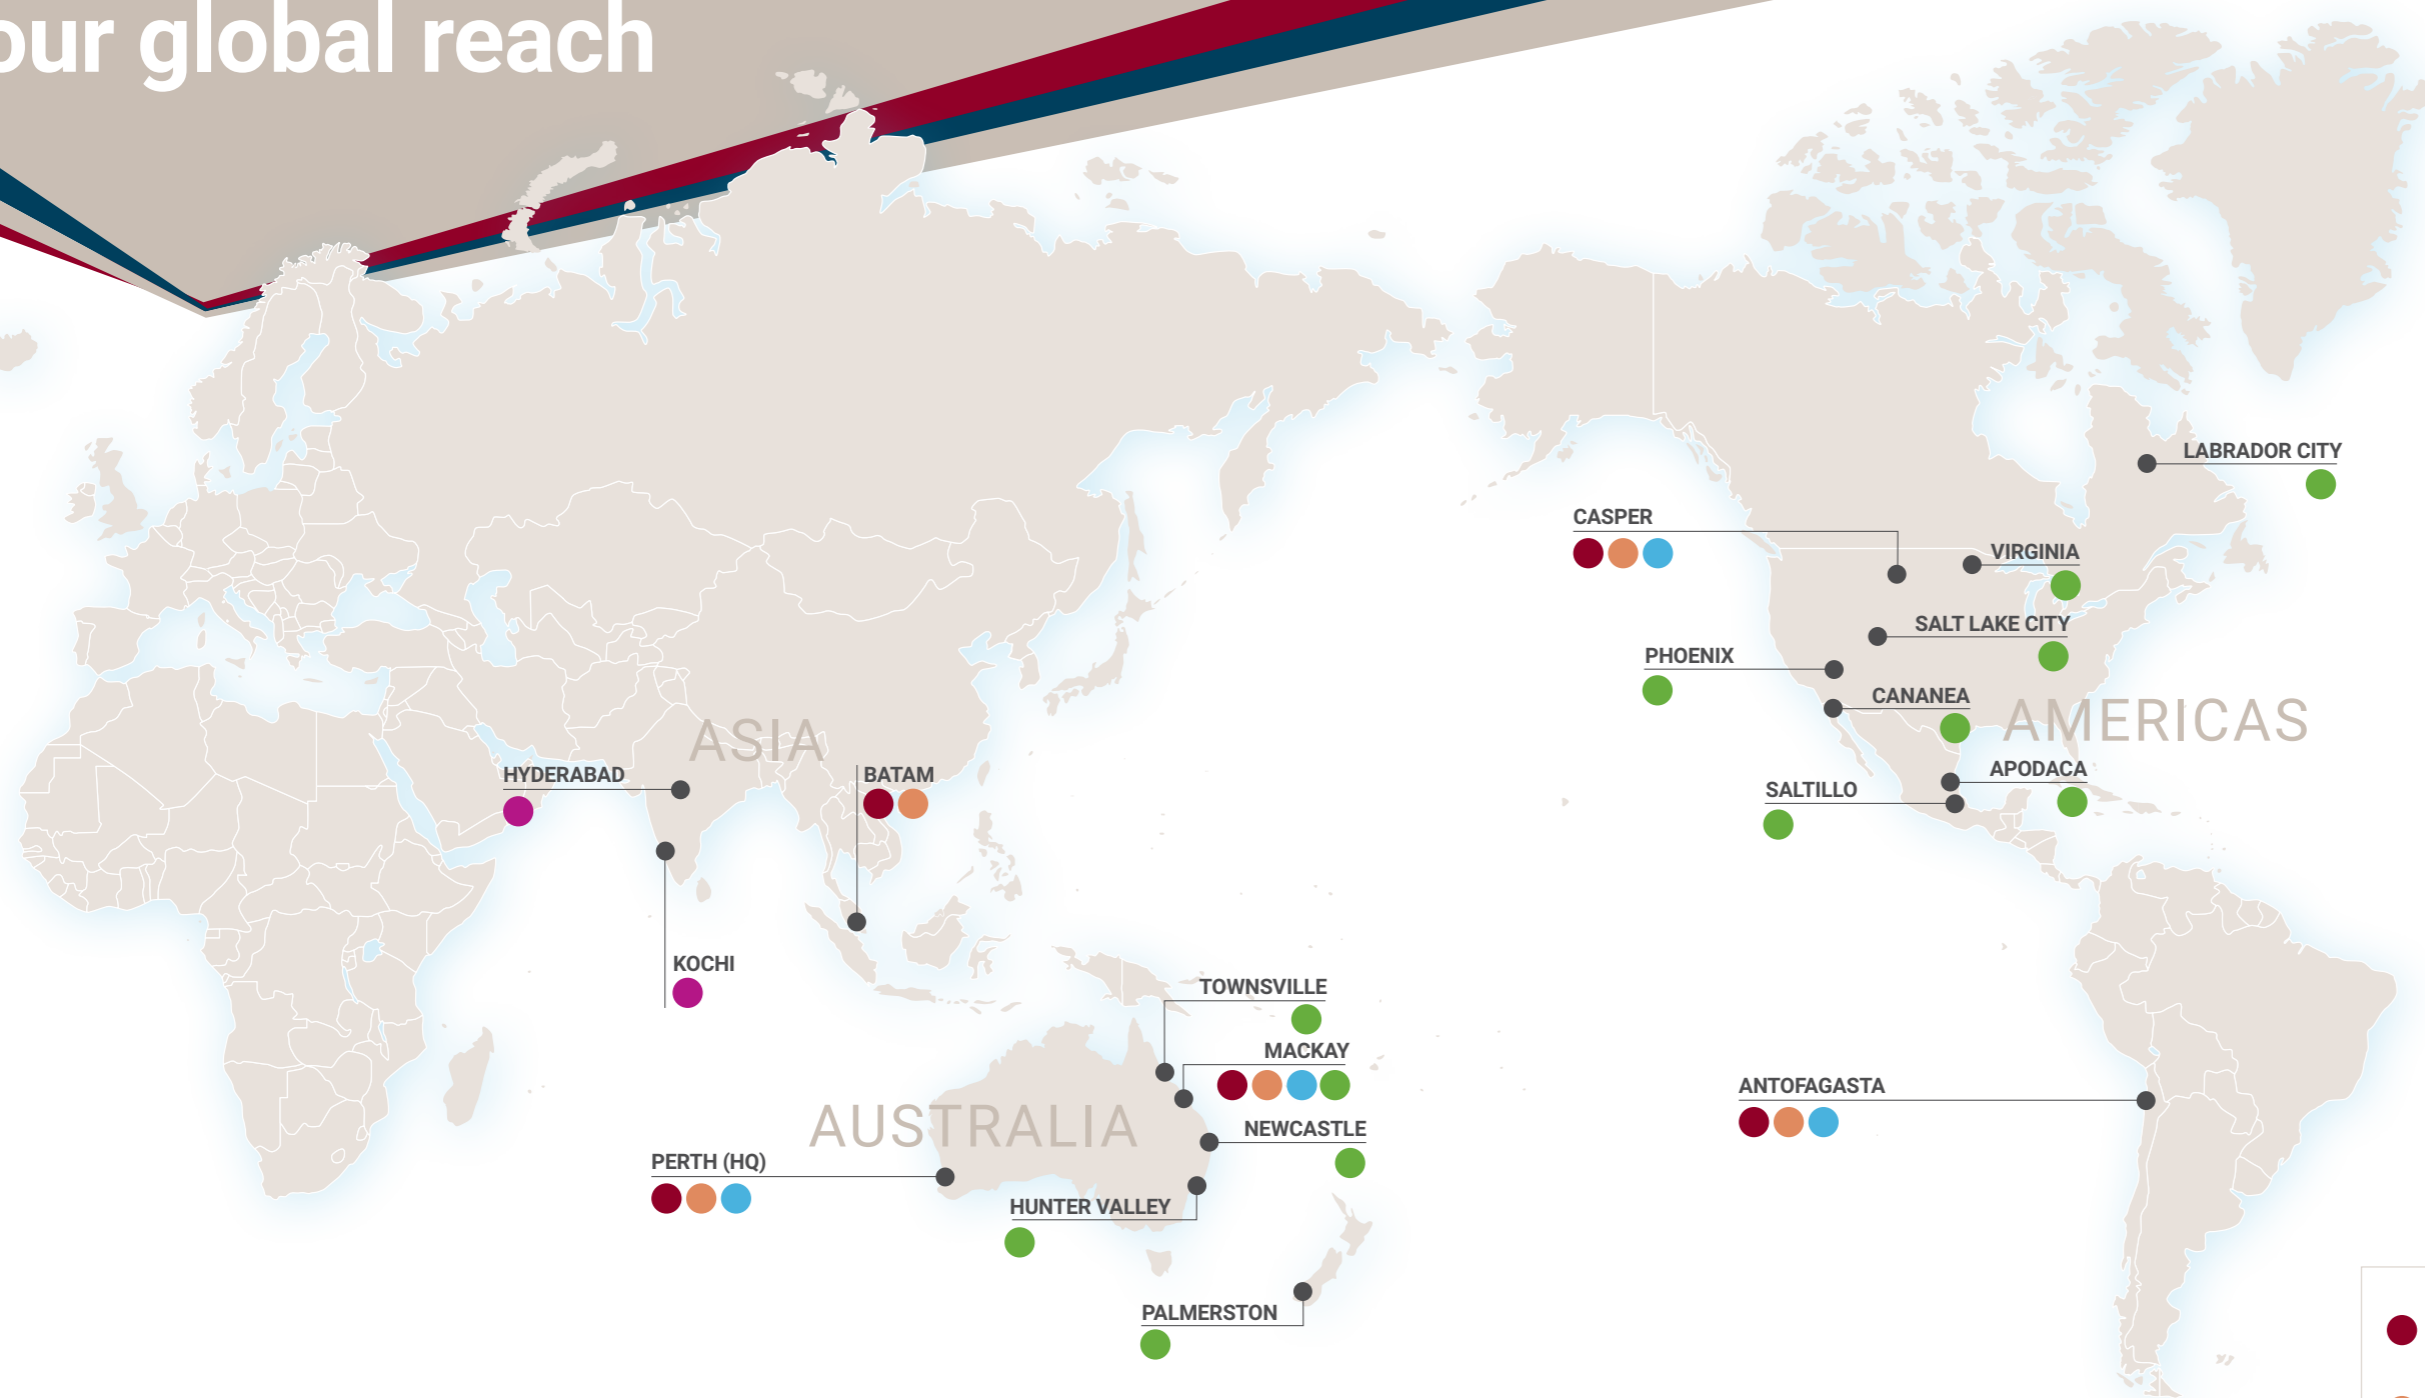 our global reach
LABRADOR CITY
CASPER
VIRGINIA
SALT LAKE CITY
PHOENIX
CANANEA
AMERICAS
ASIA
HYDERABAD
BATAM
APODACA
SALTILLO
KOCHI
TOWNSVILLE
MACKAY
ANTOFAGASTA
AUSTRALIA
NEWCASTLE
PERTH (HQ)
HUNTER VALLEY
PALMERSTON